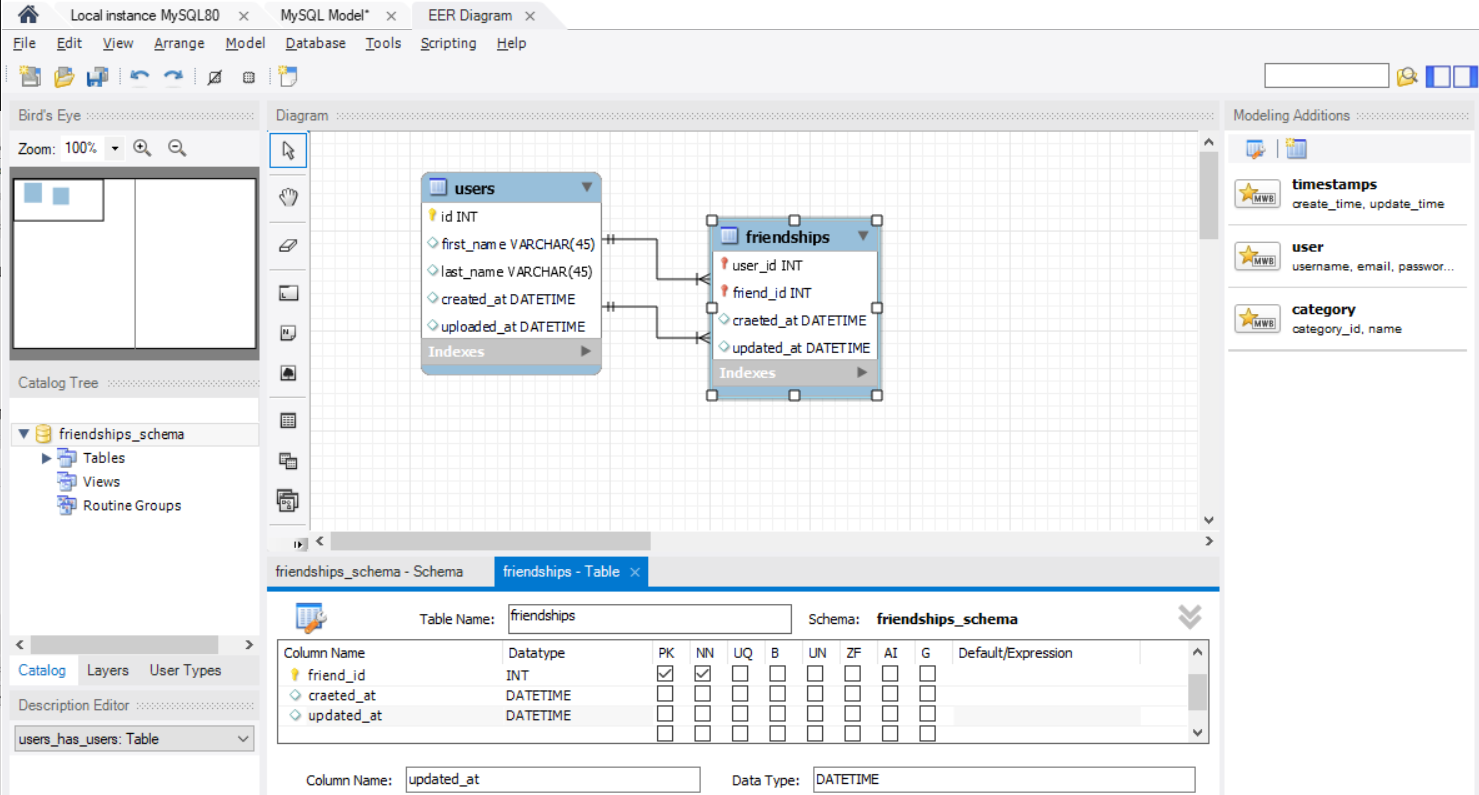 Local instance MySQL80
MySQL Model*
EER Diagram
File Edit View Arrange Model Database Tools Scripting Help
Bird's Eye
Zoom: 100%
Catalog Tree
friendships_schema
Tables
Views
Routine Groups
Catalog Layers User Types
Description Editor
users_has_users: Table
Diagram
users
id INT
first_name VARCHAR(45)
last_name VARCHAR(45)
created_at DATETIME
uploaded_at DATETIME
Indexes
friendships
user_id INT
friend_id INT
craeted_at DATETIME
updated_at DATETIME
Indexes
friendships_schema - Schema
friendships - Table
Table Name: friendships
Schema: friendships_schema
Column Name Datatype PK NN UQ B UN ZF AI G Default/Expression
friend_id INT
craeted_at DATETIME
updated_at DATETIME
Column Name: updated_at
Data Type: DATETIME
Modeling Additions
MWB
timestamps
create_time, update_time
MWB
user
username, email, passwor...
MWB
category
category_id, name